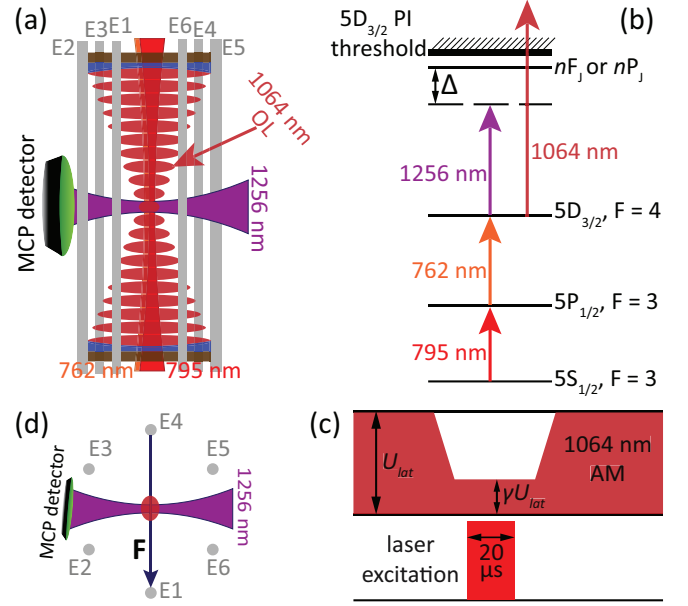 (a)
E2
E3
E1
E6
E4
E5
1064 nm
OL
MCP detector
1256 nm
762 nm
795 nm
(b)
5D3/2 PI
threshold
nFJ or nPJ
Δ
1256 nm
1064 nm
5D3/2, F = 4
762 nm
5P1/2, F = 3
795 nm
5S1/2, F = 3
(d)
E4
E3
E5
MCP detector
1256 nm
F
E2
E6
E1
(c)
Ulat
1064 nm
AM
γUlat
laser
excitation
20
μs